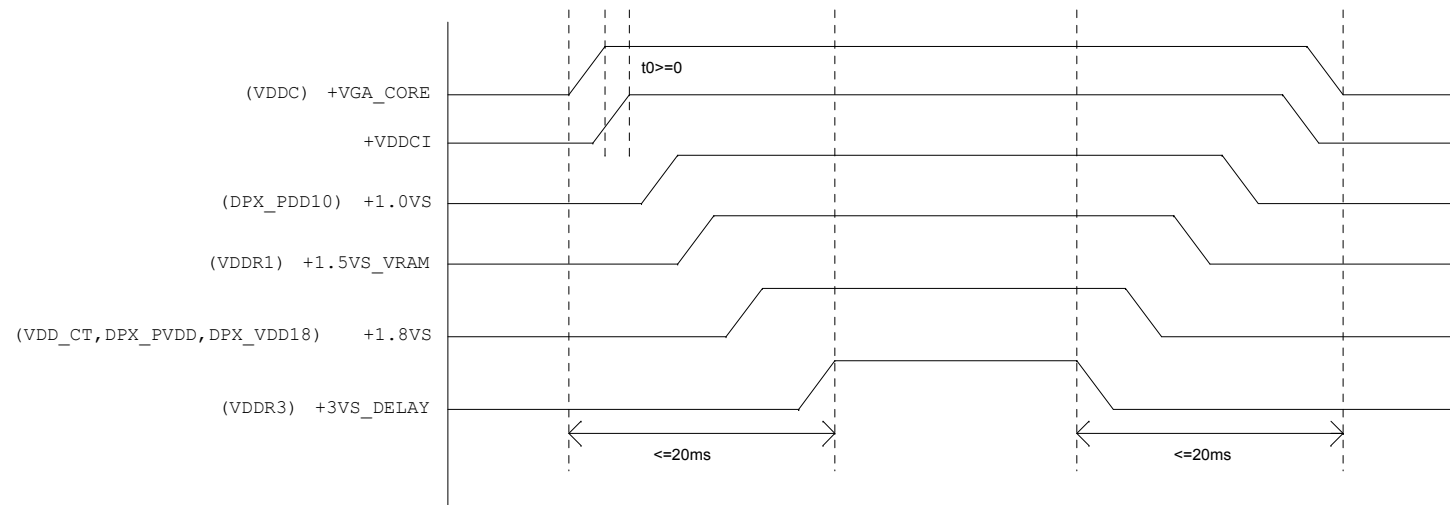 t0>=0
(VDDC) +VGA_CORE
+VDDCI
(DPX_PDD10) +1.0VS
(VDDR1) +1.5VS_VRAM
(VDD_CT,DPX_PVDD,DPX_VDD18) +1.8VS
(VDDR3) +3VS_DELAY
<=20ms <=20ms